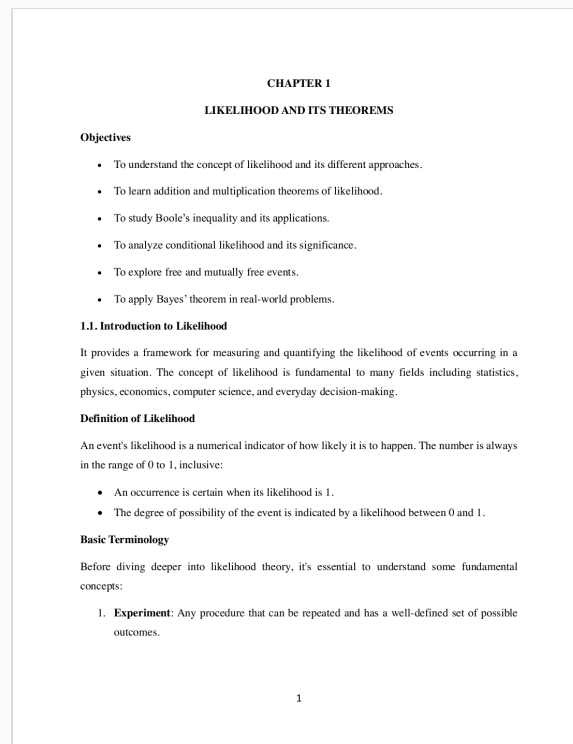 CHAPTER 1
LIKELIHOOD AND ITS THEOREMS
Objectives
• To understand the concept of likelihood and its different approaches.
• To learn addition and multiplication theorems of likelihood.
• To study Boole's inequality and its applications.
• To analyze conditional likelihood and its significance.
• To explore free and mutually free events.
• To apply Bayes' theorem in real-world problems.
1.1. Introduction to Likelihood
It provides a framework for measuring and quantifying the likelihood of events occurring in a
given situation. The concept of likelihood is fundamental to many fields including statistics,
physics, economics, computer science, and everyday decision-making.
Definition of Likelihood
An event's likelihood is a numerical indicator of how likely it is to happen. The number is always
in the range of 0 to 1, inclusive:
• An occurrence is certain when its likelihood is 1.
• The degree of possibility of the event is indicated by a likelihood between 0 and 1.
Basic Terminology
Before diving deeper into likelihood theory, it's essential to understand some fundamental
concepts:
1. Experiment: Any procedure that can be repeated and has a well-defined set of possible
outcomes.
1